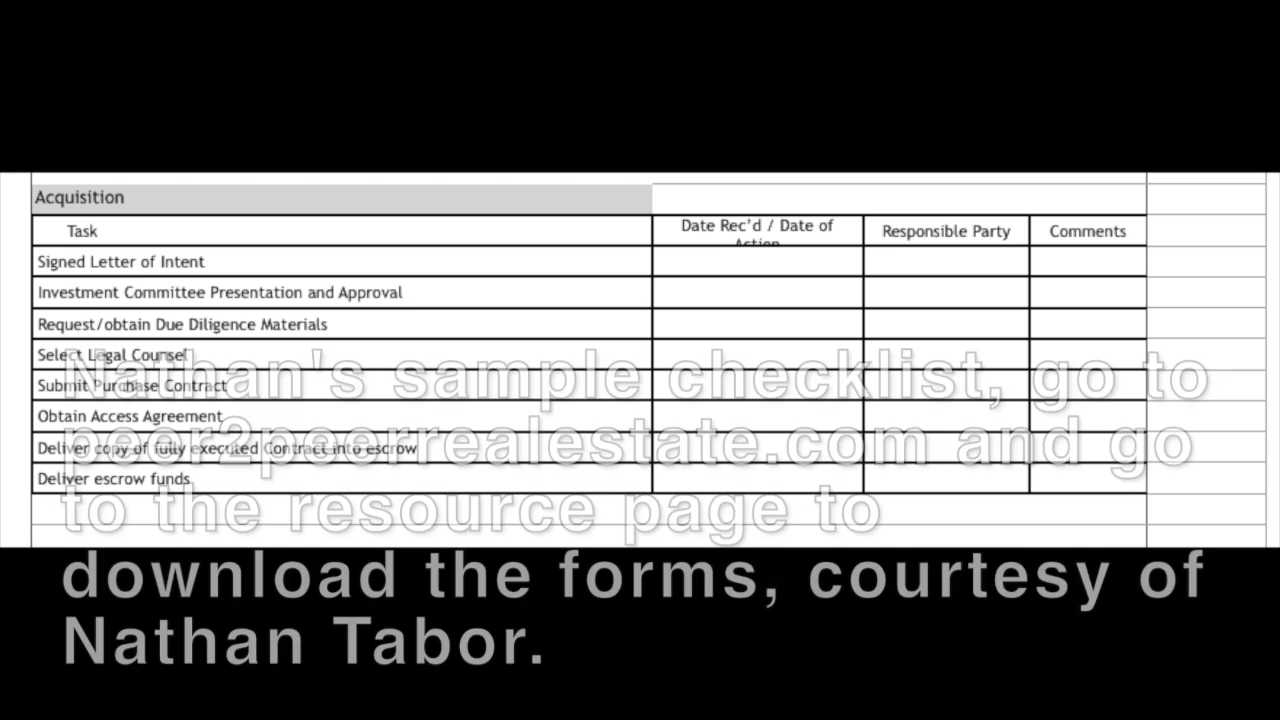 Acquisition
Task Date Rec'd / Date of Action Responsible Party Comments
Signed Letter of Intent
Investment Committee Presentation and Approval
Request/obtain Due Diligence Materials
Select Legal Counsel
Submit Purchase Contract
Obtain Access Agreement
Deliver copy of fully executed Contract into escrow
Deliver escrow funds
Nathan's sample checklist, go to
peer2peerrealestate.com and go
to the resource page to
download the forms, courtesy of
Nathan Tabor.